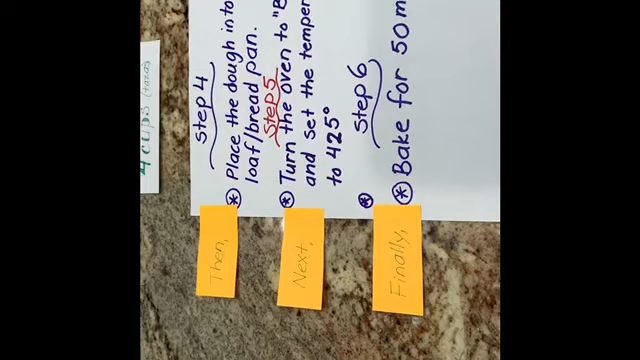 4 cups (tazas)
step 4
* Place the dough into
loaf/bread pan.
Step 5
* Turn the oven to "B
and set the temper
to 425°
step 6
*
* Bake for 50 m
Then,
Next,
Finally,